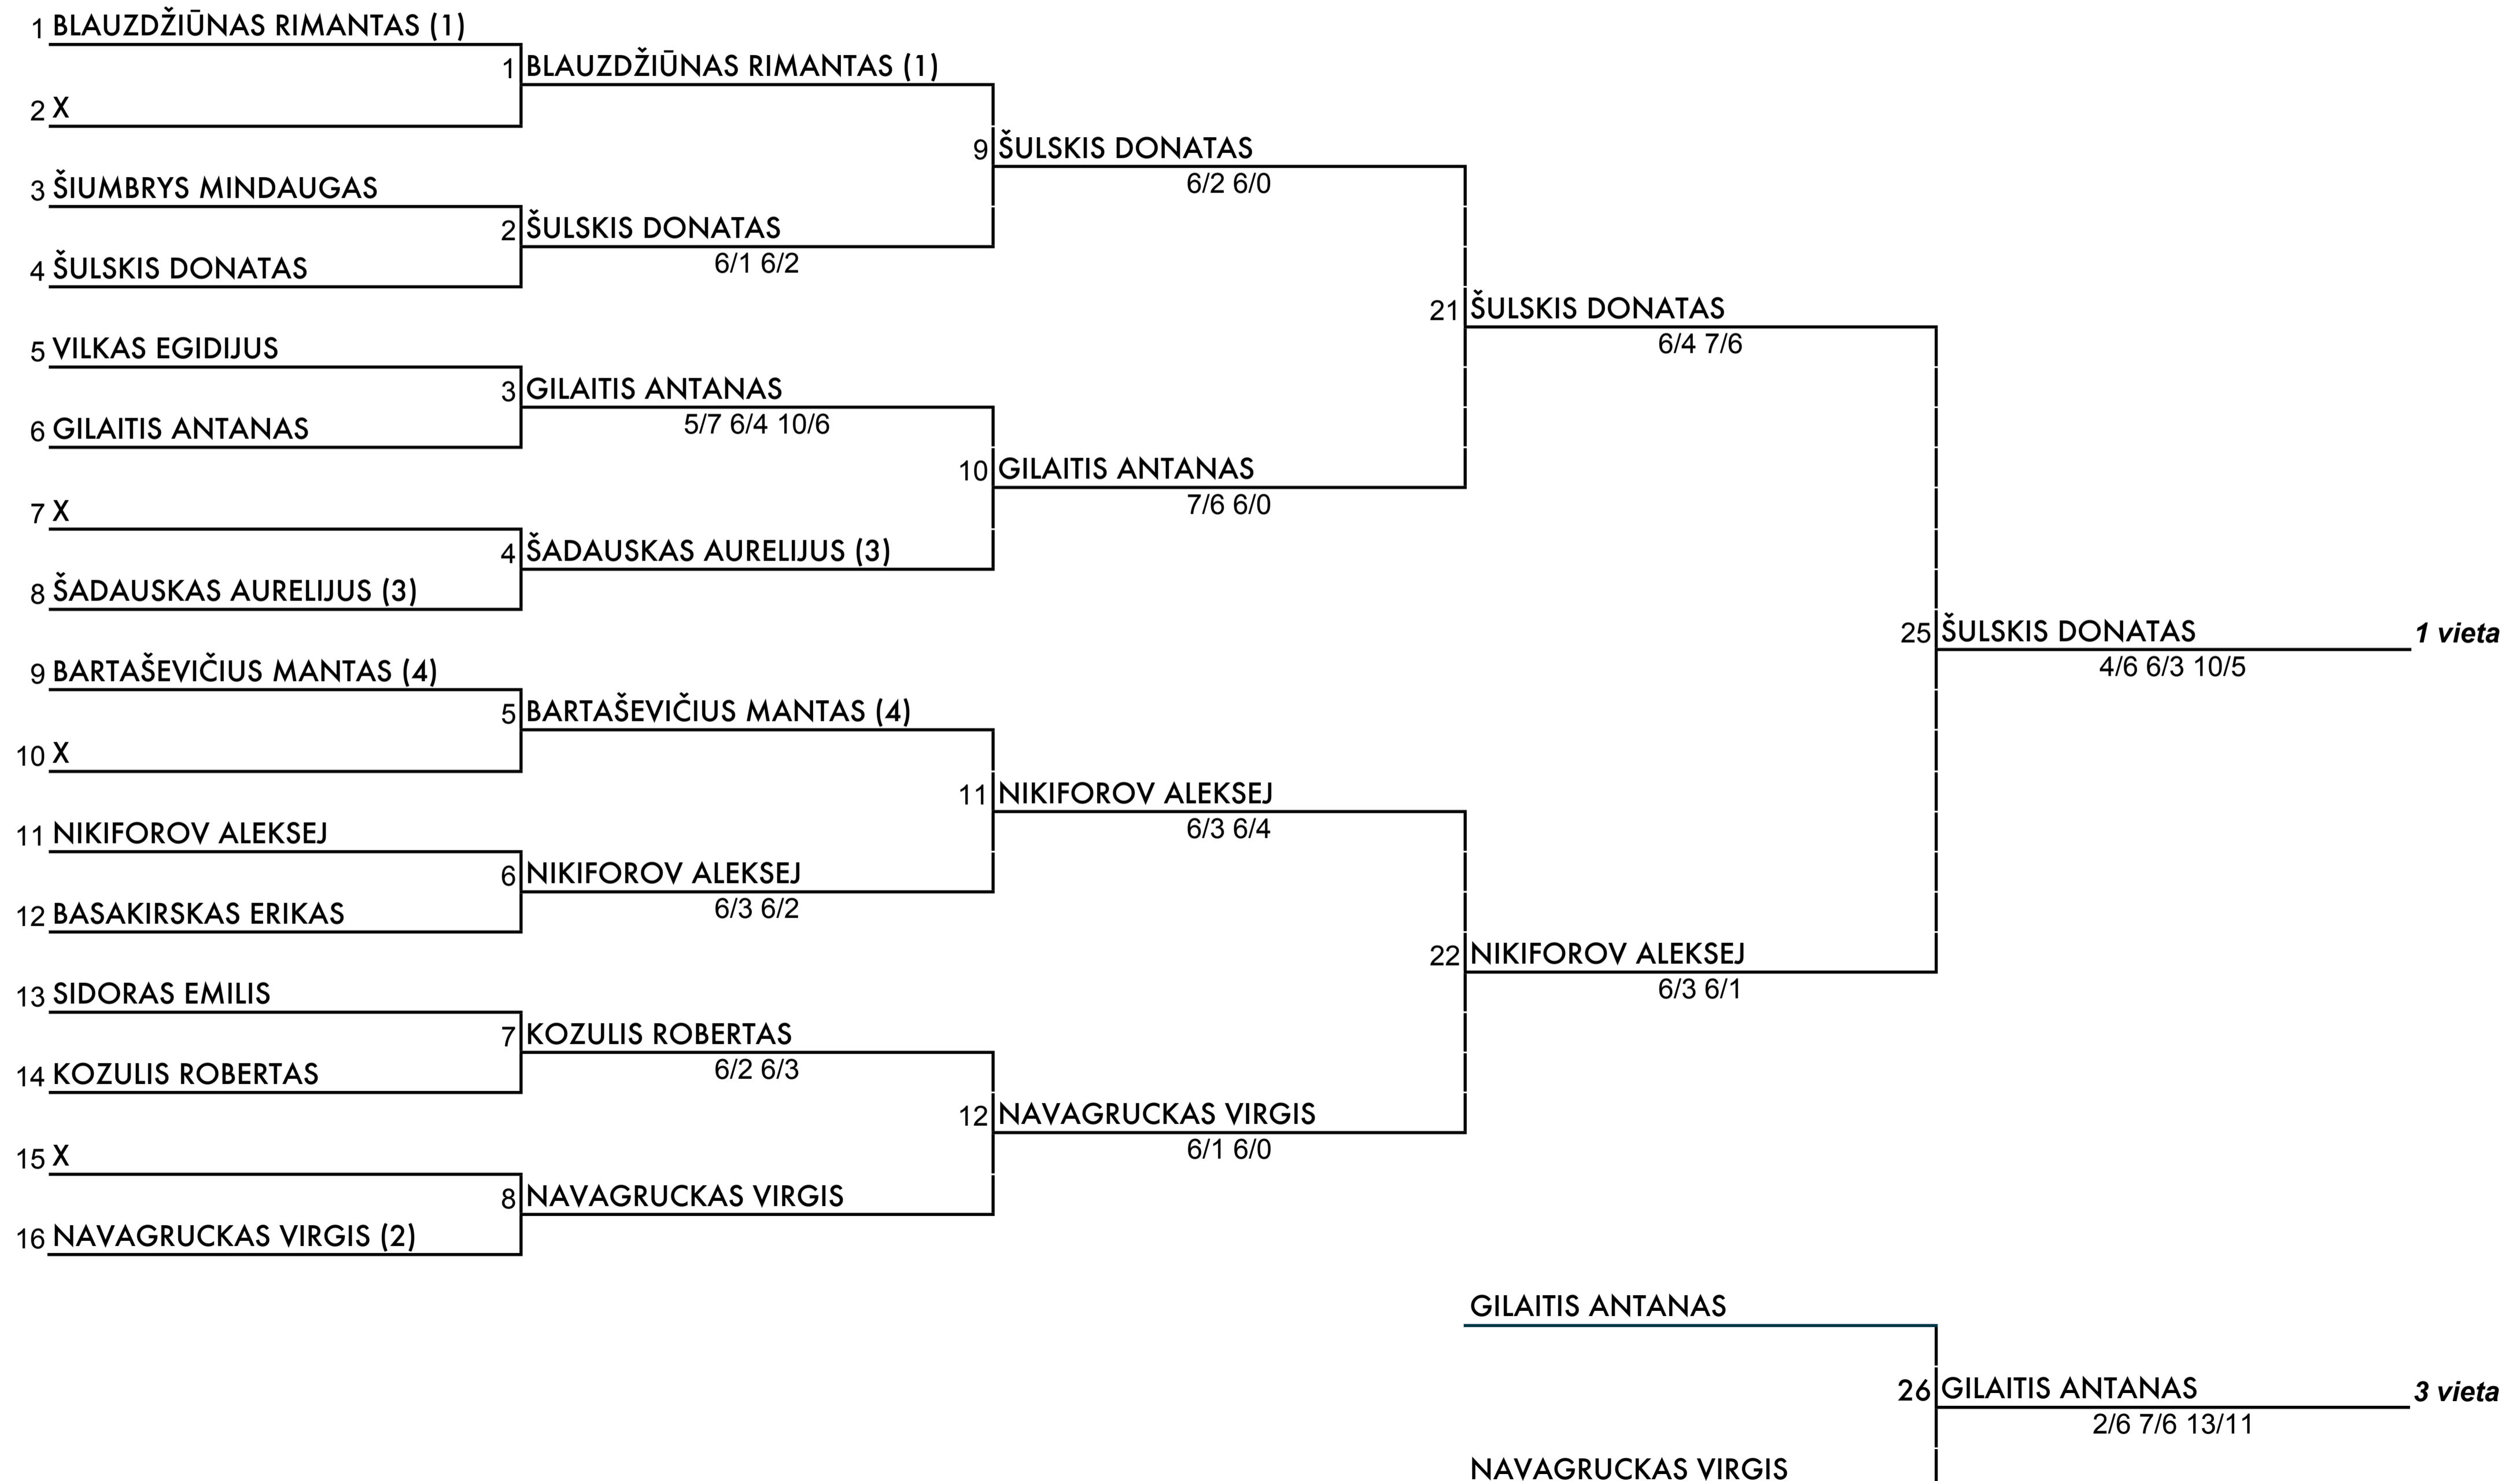 1 BLAUZDŽIŪNAS RIMANTAS (1)
1 BLAUZDŽIŪNAS RIMANTAS (1)
2 X
9 ŠULSKIS DONATAS
6/2 6/0
3 ŠIUMBRYS MINDAUGAS
2 ŠULSKIS DONATAS
6/1 6/2
4 ŠULSKIS DONATAS
21 ŠULSKIS DONATAS
6/4 7/6
5 VILKAS EGIDIJUS
3 GILAITIS ANTANAS
5/7 6/4 10/6
6 GILAITIS ANTANAS
10 GILAITIS ANTANAS
7/6 6/0
7 X
4 ŠADAUSKAS AURELIJUS (3)
8 ŠADAUSKAS AURELIJUS (3)
25 ŠULSKIS DONATAS 1 vieta
4/6 6/3 10/5
9 BARTAŠEVIČIUS MANTAS (4)
5 BARTAŠEVIČIUS MANTAS (4)
10 X
11 NIKIFOROV ALEKSEJ
6/3 6/4
11 NIKIFOROV ALEKSEJ
6 NIKIFOROV ALEKSEJ
6/3 6/2
12 BASAKIRSKAS ERIKAS
22 NIKIFOROV ALEKSEJ
6/3 6/1
13 SIDORAS EMILIS
7 KOZULIS ROBERTAS
6/2 6/3
14 KOZULIS ROBERTAS
12 NAVAGRUCKAS VIRGIS
6/1 6/0
15 X
8 NAVAGRUCKAS VIRGIS
16 NAVAGRUCKAS VIRGIS (2)
GILAITIS ANTANAS
26 GILAITIS ANTANAS 3 vieta
2/6 7/6 13/11
NAVAGRUCKAS VIRGIS